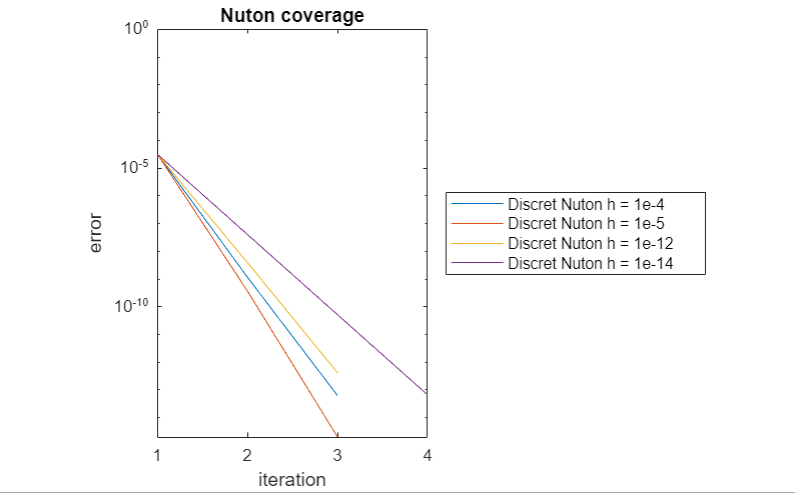 Nuton coverage
10^0
10^-5
10^-10
error
1 2 3 4
iteration
Discret Nuton h = 1e-4
Discret Nuton h = 1e-5
Discret Nuton h = 1e-12
Discret Nuton h = 1e-14